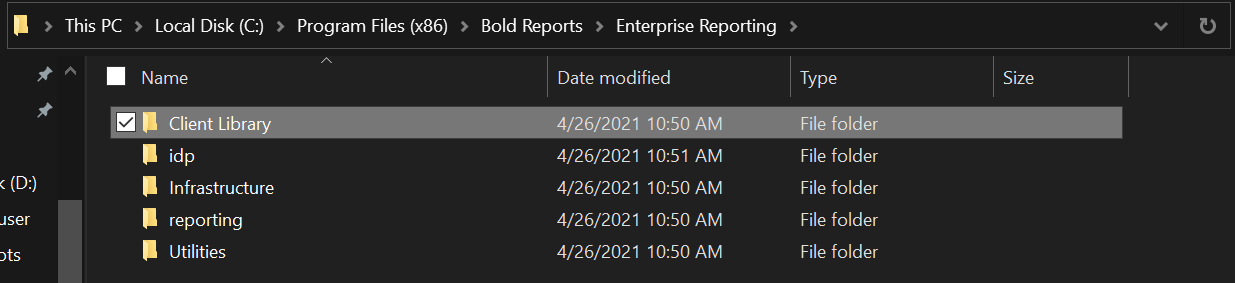 This PC > Local Disk (C:) > Program Files (x86) > Bold Reports > Enterprise Reporting >
Name Date modified Type Size
Client Library 4/26/2021 10:50 AM File folder
idp 4/26/2021 10:51 AM File folder
k (D:)
Infrastructure 4/26/2021 10:50 AM File folder
user
reporting 4/26/2021 10:50 AM File folder
ots
Utilities 4/26/2021 10:50 AM File folder